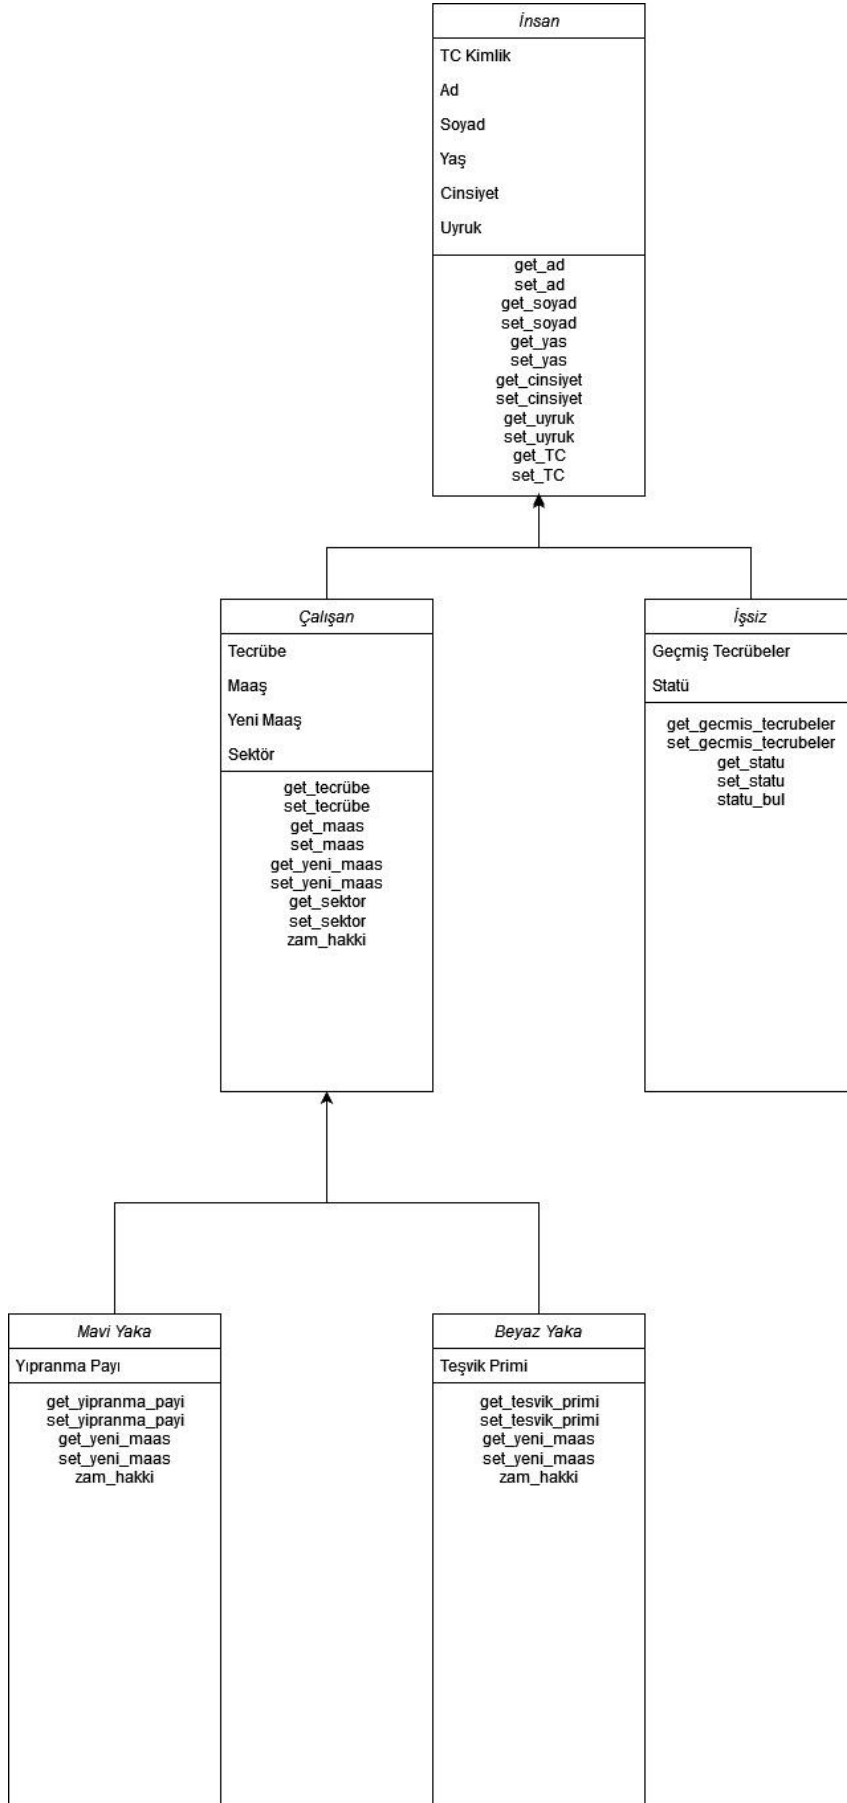 İnsan
TC Kimlik
Ad
Soyad
Yaş
Cinsiyet
Uyruk
get_ad
set_ad
get_soyad
set_soyad
get_yas
set_yas
get_cinsiyet
set_cinsiyet
get_uyruk
set_uyruk
get_TC
set_TC
Çalışan
Tecrübe
Maaş
Yeni Maaş
Sektör
get_tecrübe
set_tecrübe
get_maas
set_maas
get_yeni_maas
set_yeni_maas
get_sektor
set_sektor
zam_hakki
İşsiz
Geçmiş Tecrübeler
Statü
get_gecmis_tecrubeler
set_gecmis_tecrubeler
get_statu
set_statu
statu_bul
Mavi Yaka
Yıpranma Payı
get_yipranma_payi
set_yipranma_payi
get_yeni_maas
set_yeni_maas
zam_hakki
Beyaz Yaka
Teşvik Primi
get_tesvik_primi
set_tesvik_primi
get_yeni_maas
set_yeni_maas
zam_hakki